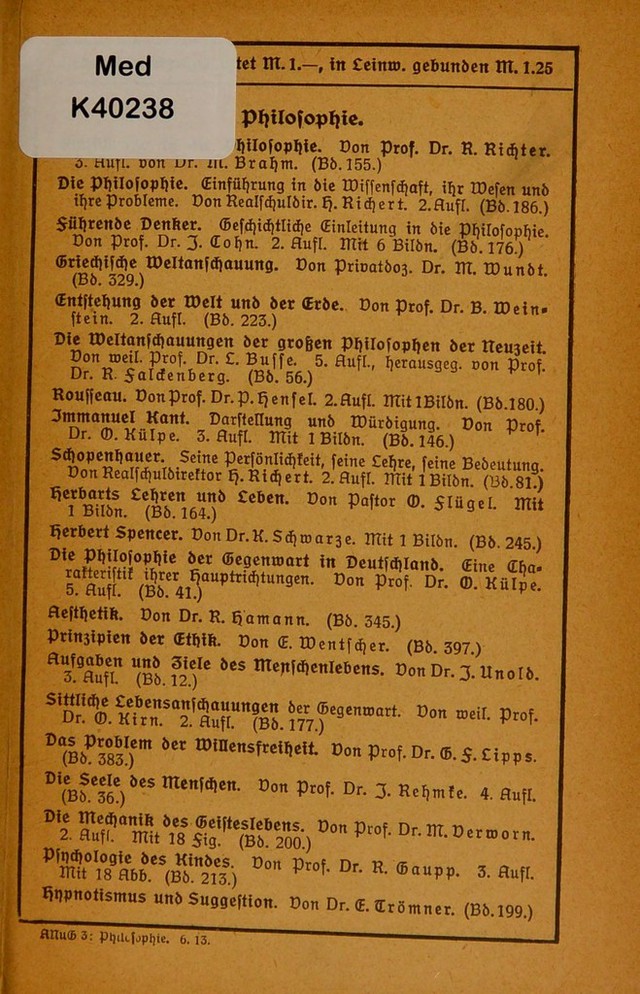 Med
K40238
tet M. 1.—, in Leinw. gebunden M. 1.25
Philosophie.
hilosophie. Von Prof. Dr. R. Richter.
3. Aufl. von Dr. M. Brahm. (Bd. 155.)
Die Philosophie. Einführung in die Wissenschaft, ihr Wesen und
ihre Probleme. Von Realschuldir. H. Richert. 2. Aufl. (Bd. 186.)
Führende Denker. Geschichtliche Einleitung in die Philosophie.
Von Prof. Dr. J. Cohn. 2. Aufl. Mit 6 Bildn. (Bd. 176.)
Griechische Weltanschauung. Von Privatdoz. Dr. M. Wundt.
(Bd. 329.)
Entstehung der Welt und der Erde. Von Prof. Dr. B. Wein-
stein. 2. Aufl. (Bd. 223.)
Die Weltanschauungen der großen Philosophen der Neuzeit.
Von weil. Prof. Dr. L. Busse. 5. Aufl., herausgeg. von Prof.
Dr. R. Falckenberg. (Bd. 56.)
Rousseau. Von Prof. Dr. P. Hensel. 2. Aufl. Mit 1 Bildn. (Bd. 180.)
Immanuel Kant. Darstellung und Würdigung. Von Prof.
Dr. O. Külpe. 3. Aufl. Mit 1 Bildn. (Bd. 146.)
Schopenhauer. Seine Persönlichkeit, seine Lehre, seine Bedeutung.
Von Realschuldirektor H. Richert. 2. Aufl. Mit 1 Bildn. (Bd. 81.)
Herbarts Lehren und Leben. Von Pastor O. Flügel. Mit
1 Bildn. (Bd. 164.)
Herbert Spencer. Von Dr. K. Schwarze. Mit 1 Bildn. (Bd. 245.)
Die Philosophie der Gegenwart in Deutschland. Eine Cha-
rakteristik ihrer Hauptrichtungen. Von Prof. Dr. O. Külpe.
5. Aufl. (Bd. 41.)
Aesthetik. Von Dr. R. Hamann. (Bd. 345.)
Prinzipien der Ethik. Von E. Wentscher. (Bd. 397.)
Aufgaben und Ziele des Menschenlebens. Von Dr. J. Unold.
3. Aufl. (Bd. 12.)
Sittliche Lebensanschauungen der Gegenwart. Von weil. Prof.
Dr. O. Kirn. 2. Aufl. (Bd. 177.)
Das Problem der Willensfreiheit. Von Prof. Dr. G. F. Lipps.
(Bd. 383.)
Die Seele des Menschen. Von Prof. Dr. J. Rehmke. 4. Aufl.
(Bd. 36.)
Die Mechanik des Geisteslebens. Von Prof. Dr. M. Verworn.
2. Aufl. Mit 18 Fig. (Bd. 200.)
Psychologie des Kindes. Von Prof. Dr. R. Gaupp. 3. Aufl.
Mit 18 Abb. (Bd. 213.)
Hypnotismus und Suggestion. Von Dr. E. Trömner. (Bd. 199.)
ANuG 3: Philosophie. 6. 13.